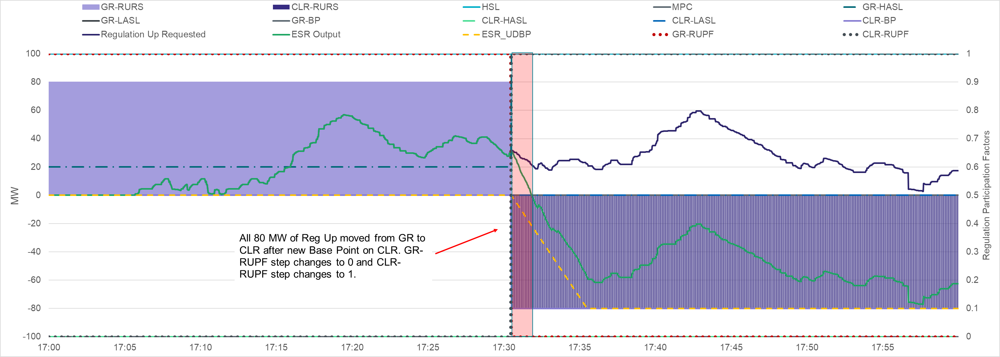 GR-RURS CLR-RURS HSL MPC GR-HASL
GR-LASL GR-BP CLR-HASL CLR-LASL CLR-BP
Regulation Up Requested ESR Output ESR_UDBP GR-RUPF CLR-RUPF
100
80
60
40
20
0
-20
-40
-60
-80
-100
MW
All 80 MW of Reg Up moved from GR to
CLR after new Base Point on CLR. GR-
RUPF step changes to 0 and CLR-
RUPF step changes to 1.
1
0.9
0.8
0.7
0.6
0.5
0.4
0.3
0.2
0.1
0
Regulation Participation Factors
17:00 17:05 17:10 17:15 17:20 17:25 17:30 17:35 17:40 17:45 17:50 17:55